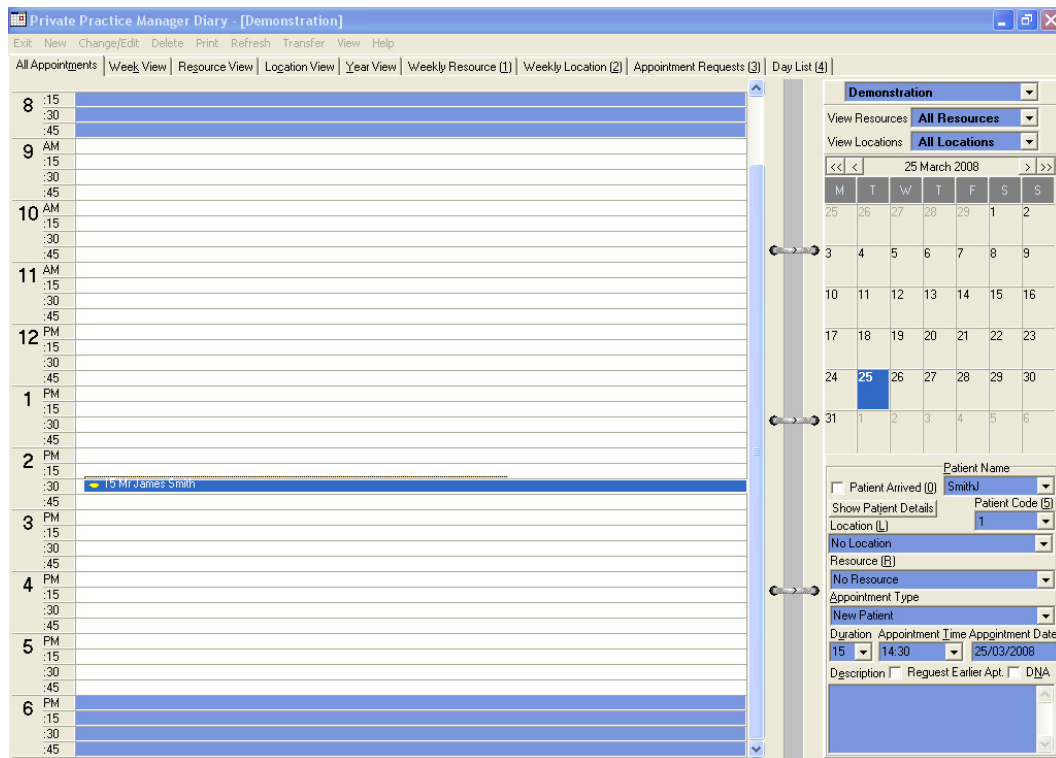 Private Practice Manager Diary - [Demonstration]
Exit New Change/Edit Delete Print Refresh Transfer View Help
All Appointments Week View Resource View Location View Year View Weekly Resource (1) Weekly Location (2) Appointment Requests (3) Day List (4)
8 :15
:30
:45
9 AM
:15
:30
:45
10 AM
:15
:30
:45
11 AM
:15
:30
:45
12 PM
:15
:30
:45
1 PM
:15
:30
:45
2 PM
:15
:30 15 Mr James Smith
:45
3 PM
:15
:30
:45
4 PM
:15
:30
:45
5 PM
:15
:30
:45
6 PM
:15
:30
:45
Demonstration
View Resources All Resources
View Locations All Locations
<< < 25 March 2008 > >>
M T W T F S S
25 26 27 28 29 1 2
3 4 5 6 7 8 9
10 11 12 13 14 15 16
17 18 19 20 21 22 23
24 25 26 27 28 29 30
31 1 2 3 4 5 6
Patient Name
Patient Arrived (0) SmithJ
Show Patient Details Patient Code (5)
Location (L) 1
No Location
Resource (R)
No Resource
Appointment Type
New Patient
Duration Appointment Time Appointment Date
15 14:30 25/03/2008
Description Request Earlier Apt. DNA